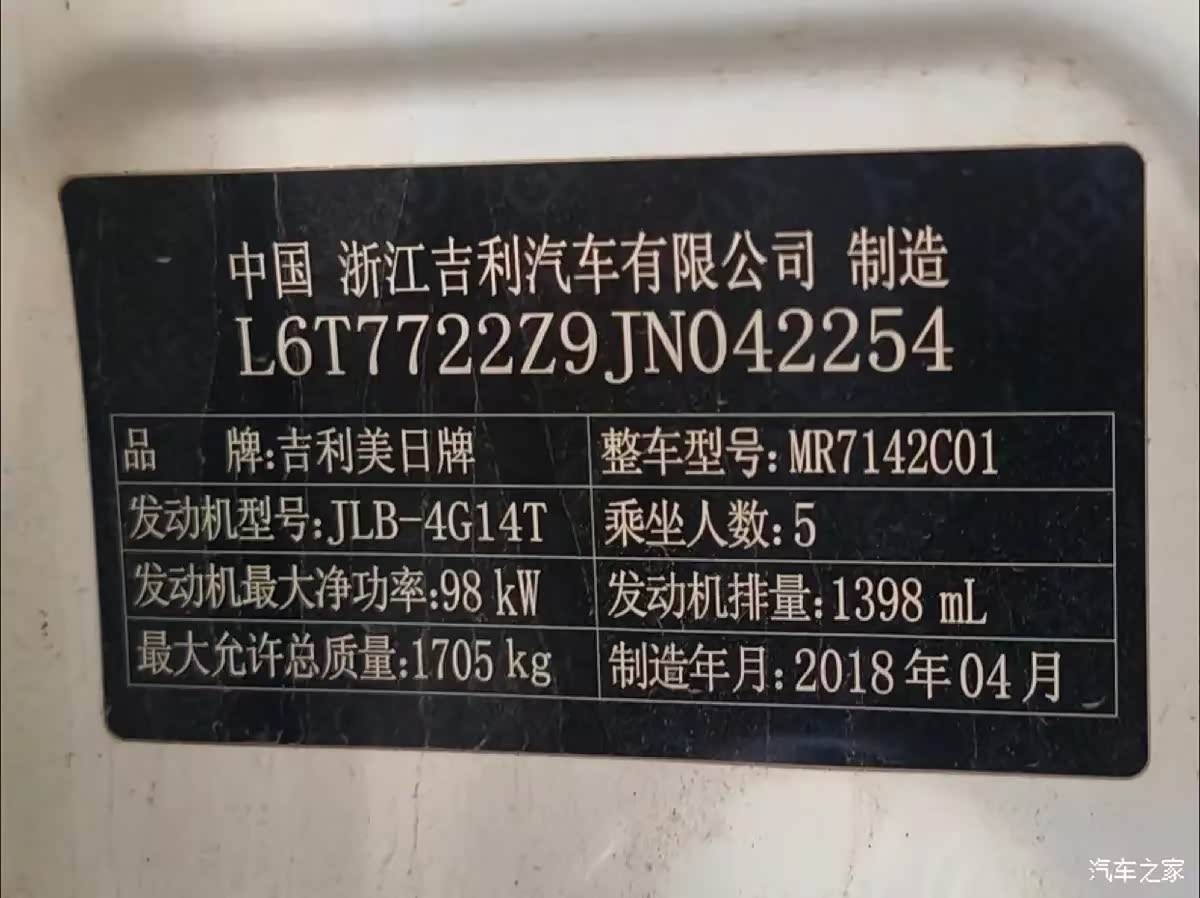 中国 浙江吉利汽车有限公司 制造
L6T7722Z9JN042254
品 牌:吉利美日牌 整车型号:MR7142C01
发动机型号:JLB-4G14T 乘坐人数:5
发动机最大净功率:98 kW 发动机排量:1398 mL
最大允许总质量:1705 kg 制造年月:2018年04月
汽车之家